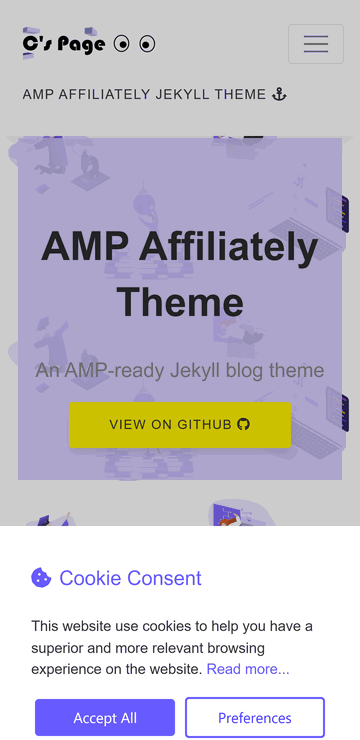 C's Page
AMP AFFILIATELY JEKYLL THEME
AMP Affiliately
Theme
An AMP-ready Jekyll blog theme
VIEW ON GITHUB
Cookie Consent
This website use cookies to help you have a
superior and more relevant browsing
experience on the website. Read more...
Accept All
Preferences